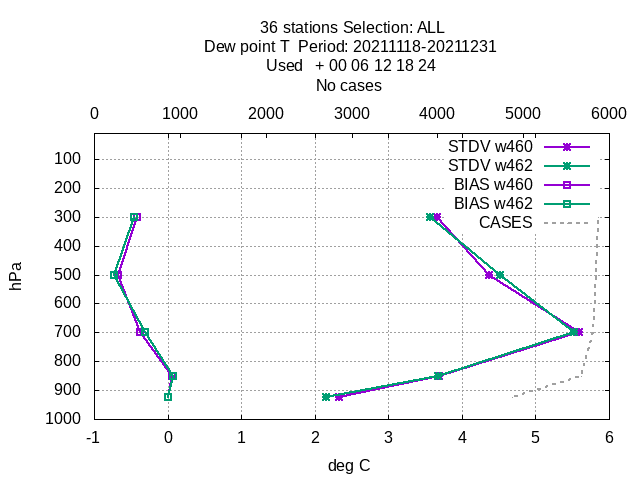 36 stations Selection: ALL
Dew point T  Period: 20211118-20211231
Used   + 00 06 12 18 24
No cases
0 1000 2000 3000 4000 5000 6000
STDV w460
STDV w462
BIAS w460
BIAS w462
CASES
hPa
100
200
300
400
500
600
700
800
900
1000
-1 0 1 2 3 4 5 6
deg C